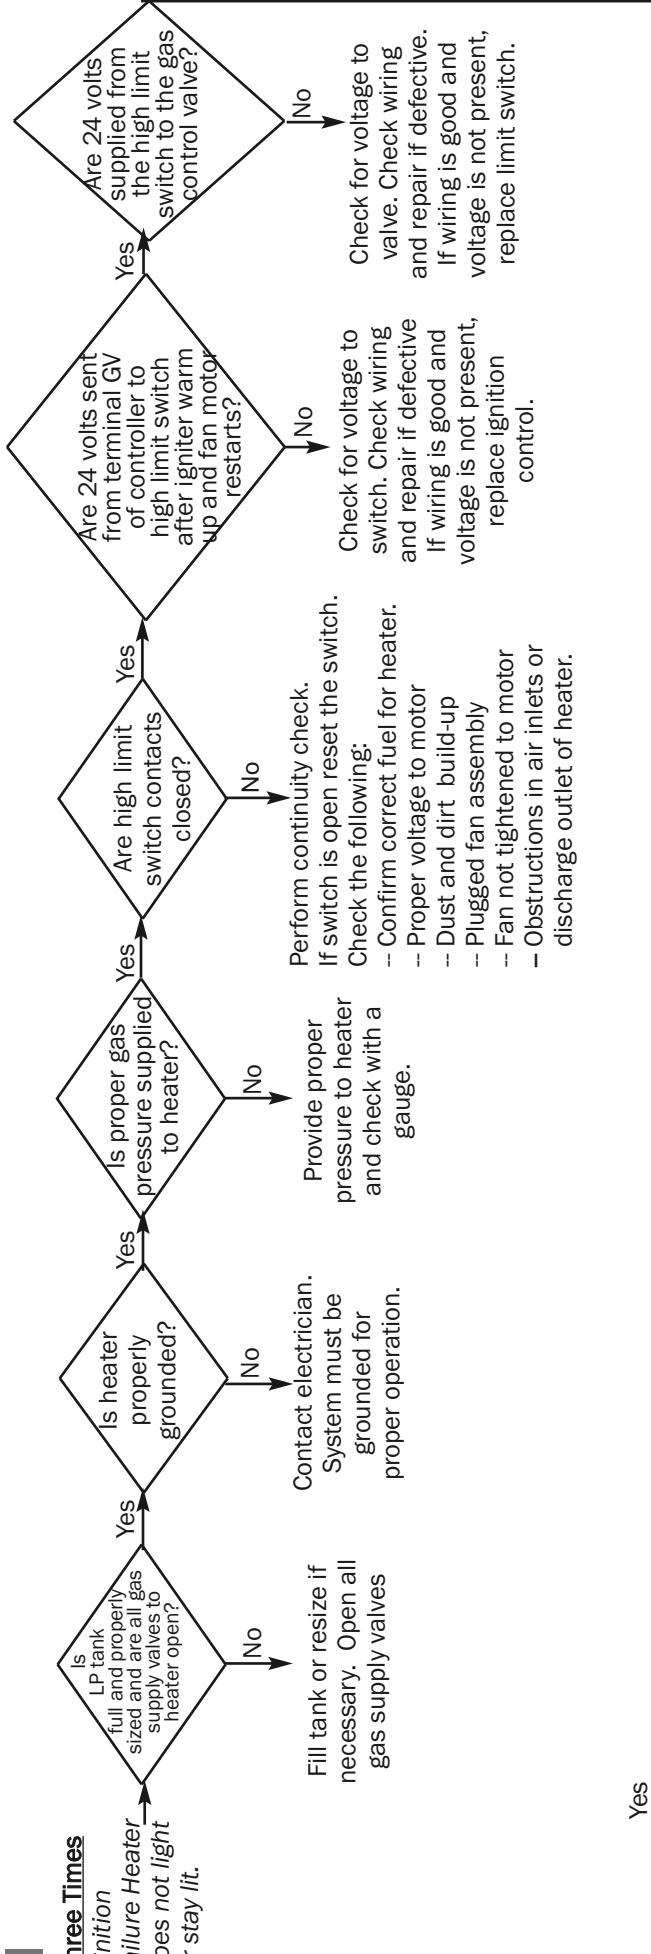 Three Times
nition
ailure Heater
oes not light
r stay lit.
Is
LP tank
full and properly
sized and are all gas
supply valves to
heater open?
Yes
No
Fill tank or resize if
necessary.  Open all
gas supply valves
Is heater
properly
grounded?
Yes
No
Contact electrician.
System must be
grounded for
proper operation.
Is proper gas
pressure supplied
to heater?
Yes
No
Provide proper
pressure to heater
and check with a
gauge.
Are high limit
switch contacts
closed?
Yes
No
Perform continuity check.
If switch is open reset the switch.
Check the following:
-- Confirm correct fuel for heater.
-- Proper voltage to motor
-- Dust and dirt  build-up
-- Plugged fan assembly
-- Fan not tightened to motor
– Obstructions in air inlets or
discharge outlet of heater.
Are 24 volts sent
from terminal GV
of controller to
high limit switch
after igniter warm
up and fan motor
restarts?
Yes
No
Check for voltage to
switch. Check wiring
and repair if defective
If wiring is good and
voltage is not present,
replace ignition
control.
Are 24 volts
supplied from
the high limit
switch to the gas
control valve?
No
Check for voltage to
valve. Check wiring
and repair if defective.
If wiring is good and
voltage is not present,
replace limit switch.
Yes